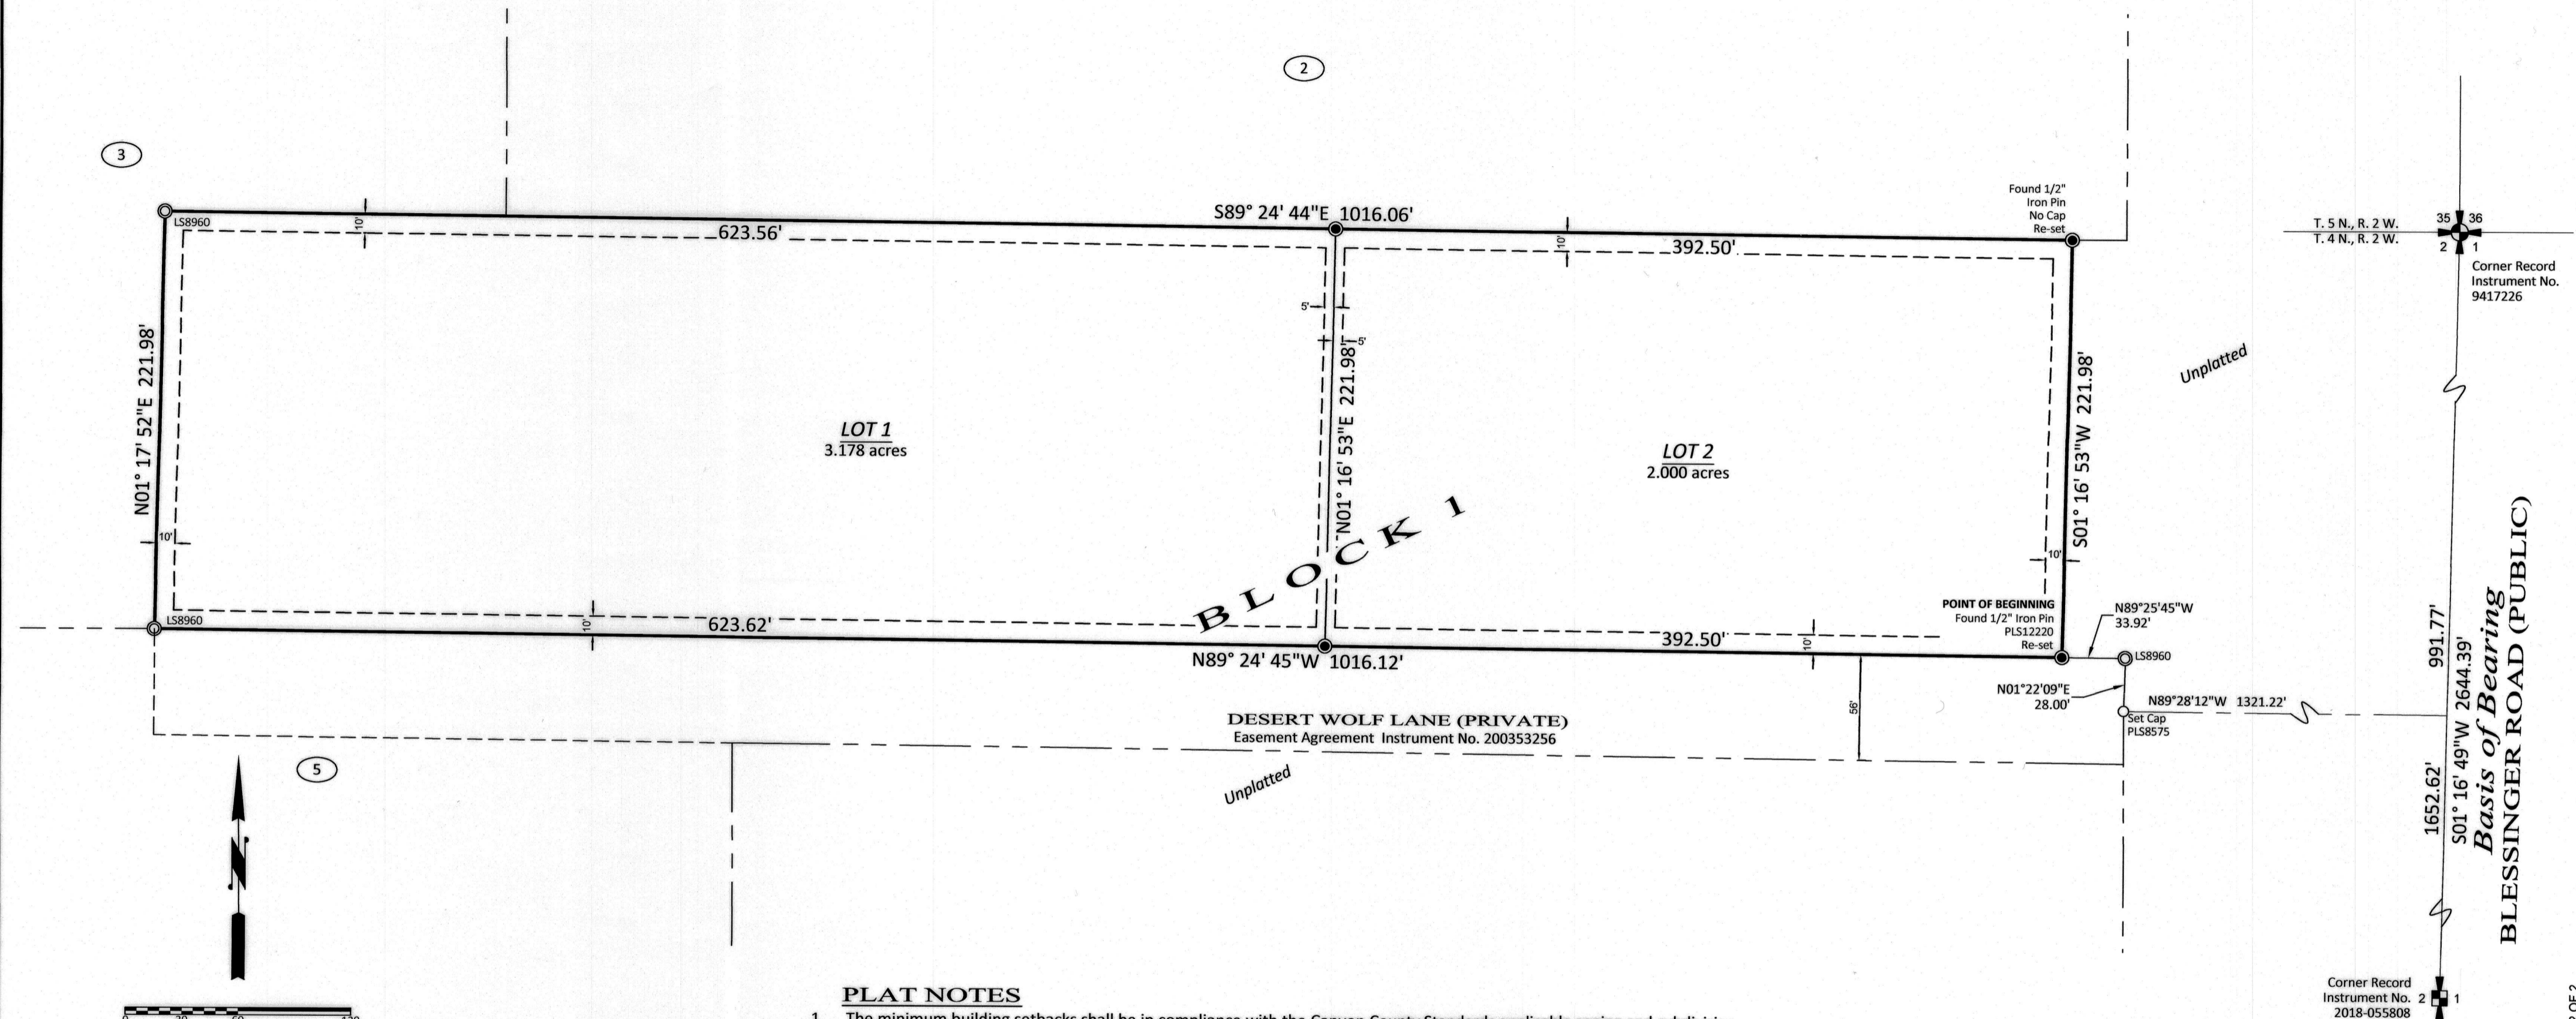 2
3
Found 1/2"
Iron Pin
No Cap
Re-set
LS8960
10'
S89° 24' 44"E 1016.06'
623.56'
10'
392.50'
T. 5 N., R. 2 W.
T. 4 N., R. 2 W.
35 36
2 1
Corner Record
Instrument No.
9417226
5'
5'
N01° 17' 52"E 221.98'
N01° 16' 53"E 221.98'
S01° 16' 53"W 221.98'
Unplatted
LOT 1
3.178 acres
LOT 2
2.000 acres
BLOCK 1
10'
10'
LS8960
10'
623.62'
N89° 24' 45"W 1016.12'
392.50'
10'
POINT OF BEGINNING
Found 1/2" Iron Pin
PLS12220
Re-set
N89°25'45"W
33.92'
LS8960
N01°22'09"E
28.00'
N89°28'12"W 1321.22'
Set Cap
PLS8575
56'
DESERT WOLF LANE (PRIVATE)
Easement Agreement Instrument No. 200353256
Unplatted
5
N
991.77'
1652.62'
S01° 16' 49"W 2644.39'
Basis of Bearing
BLESSINGER ROAD (PUBLIC)
Corner Record
Instrument No.
2018-055808
2 1
PLAT NOTES